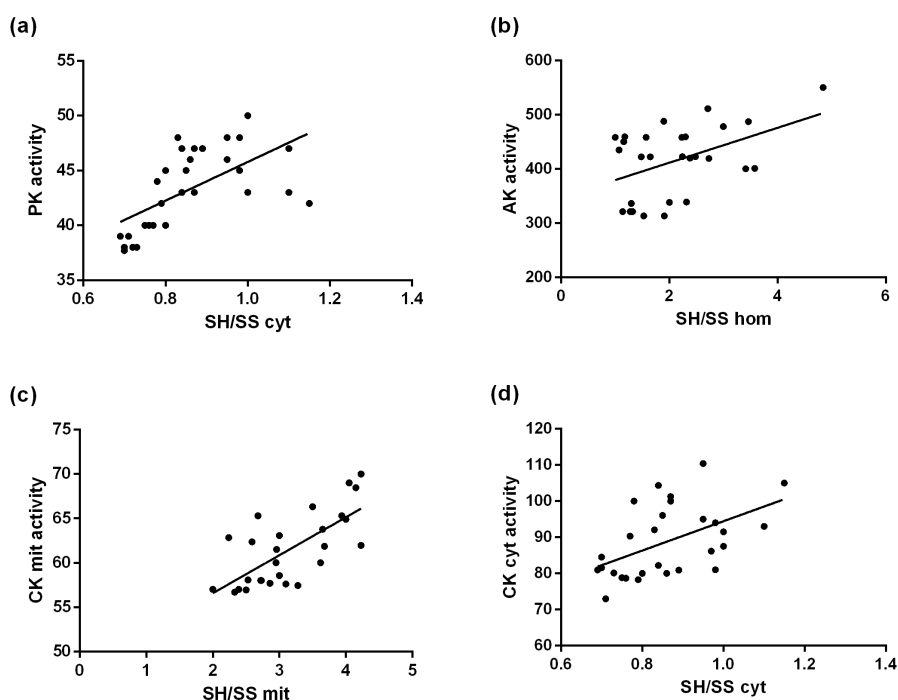 (a)
55
50
45
40
35
PK activity
0.6 0.8 1.0 1.2 1.4
SH/SS cyt
(b)
600
500
400
300
200
AK activity
0 2 4 6
SH/SS hom
(c)
75
70
65
60
55
50
CK mit activity
0 1 2 3 4 5
SH/SS mit
(d)
120
110
100
90
80
70
60
CK cyt activity
0.6 0.8 1.0 1.2 1.4
SH/SS cyt